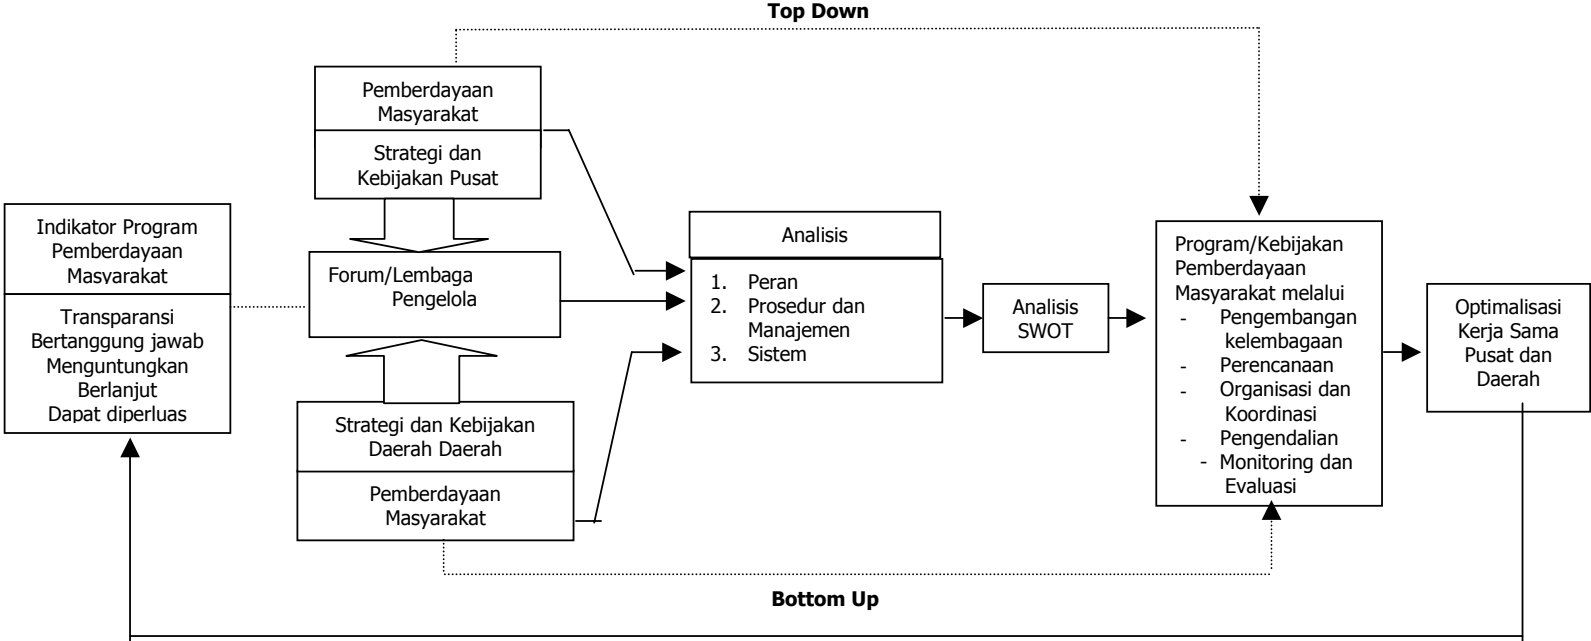 Top Down
Pemberdayaan
Masyarakat
Strategi dan
Kebijakan Pusat
Indikator Program
Pemberdayaan
Masyarakat
Transparansi
Bertanggung jawab
Menguntungkan
Berlanjut
Dapat diperluas
Forum/Lembaga
Pengelola
Strategi dan Kebijakan
Daerah Daerah
Pemberdayaan
Masyarakat
Analisis
1. Peran
2. Prosedur dan
Manajemen
3. Sistem
Analisis
SWOT
Program/Kebijakan
Pemberdayaan
Masyarakat melalui
- Pengembangan
kelembagaan
- Perencanaan
- Organisasi dan
Koordinasi
- Pengendalian
- Monitoring dan
Evaluasi
Optimalisasi
Kerja Sama
Pusat dan
Daerah
Bottom Up